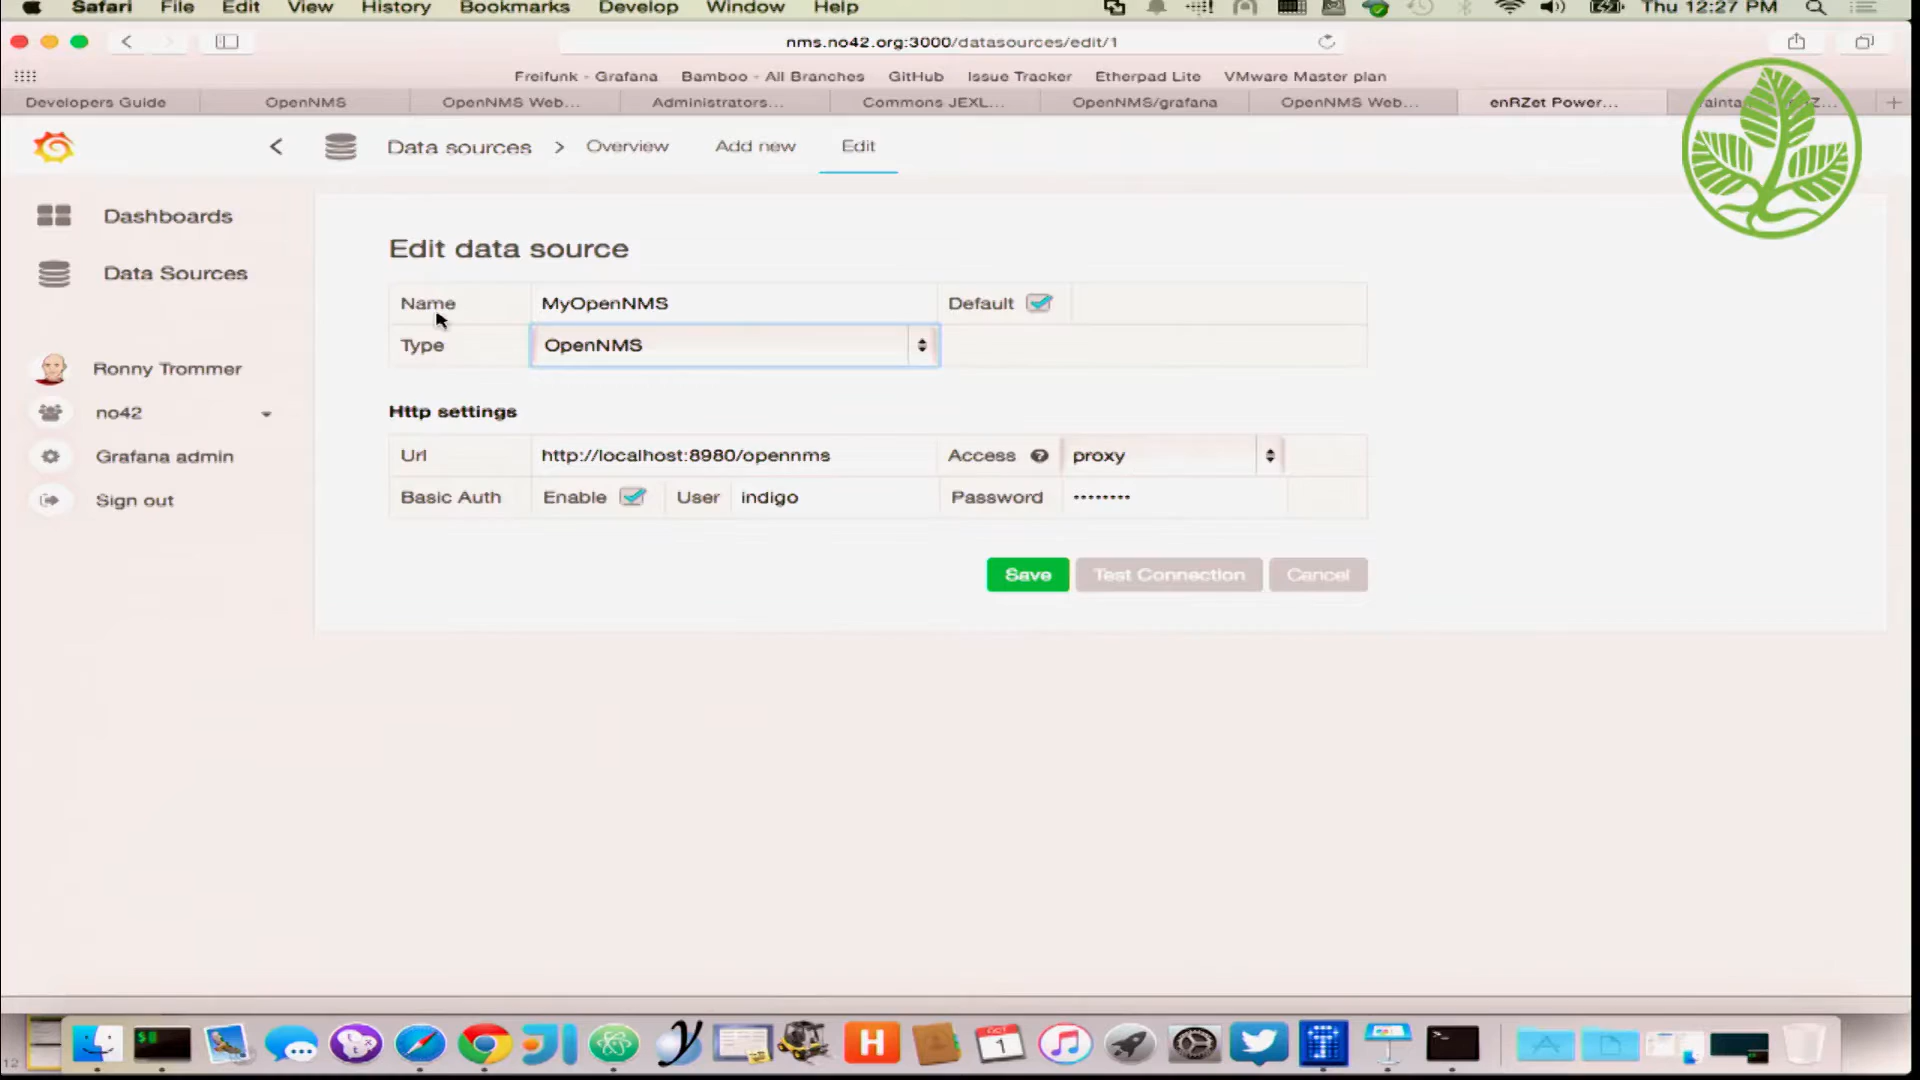 Safari File Edit View History Bookmarks Develop Window Help Thu 12:27 PM
nms.no42.org:3000/datasources/edit/1
Freifunk - Grafana Bamboo - All Branches GitHub Issue Tracker Etherpad Lite VMware Master plan
Developers Guide OpenNMS OpenNMS Web... Administrators... Commons JEXL... OpenNMS/grafana OpenNMS Web... enRZet Power...
Data sources > Overview Add new Edit
Dashboards
Data Sources
Ronny Trommer
no42
Grafana admin
Sign out
Edit data source
Name MyOpenNMS Default
Type OpenNMS
Http settings
Url http://localhost:8980/opennms Access proxy
Basic Auth Enable User indigo Password ········
Save Test Connection Cancel
12